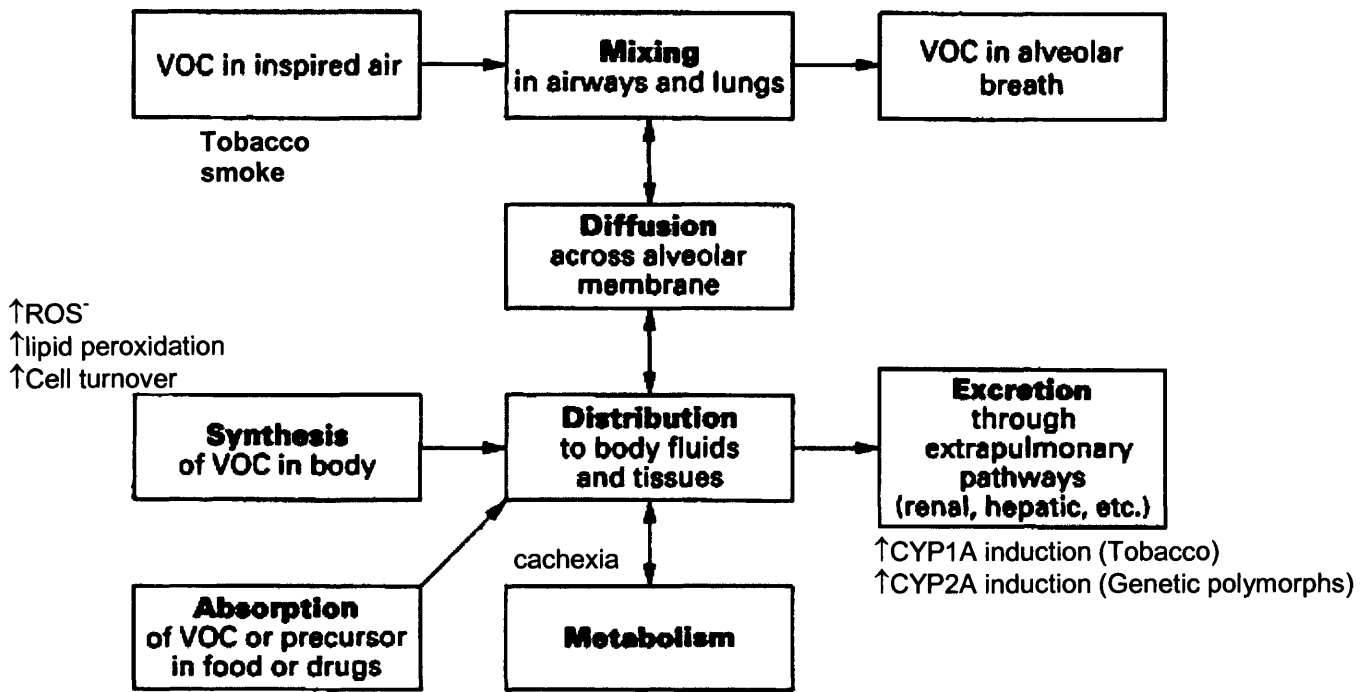 VOC in inspired air
Mixing
in airways and lungs
VOC in alveolar
breath
Tobacco
smoke
Diffusion
across alveolar
membrane
↑ROS⁻
↑lipid peroxidation
↑Cell turnover
Synthesis
of VOC in body
Distribution
to body fluids
and tissues
Excretion
through
extrapulmonary
pathways
(renal, hepatic, etc.)
↑CYP1A induction (Tobacco)
↑CYP2A induction (Genetic polymorphs)
cachexia
Absorption
of VOC or precursor
in food or drugs
Metabolism